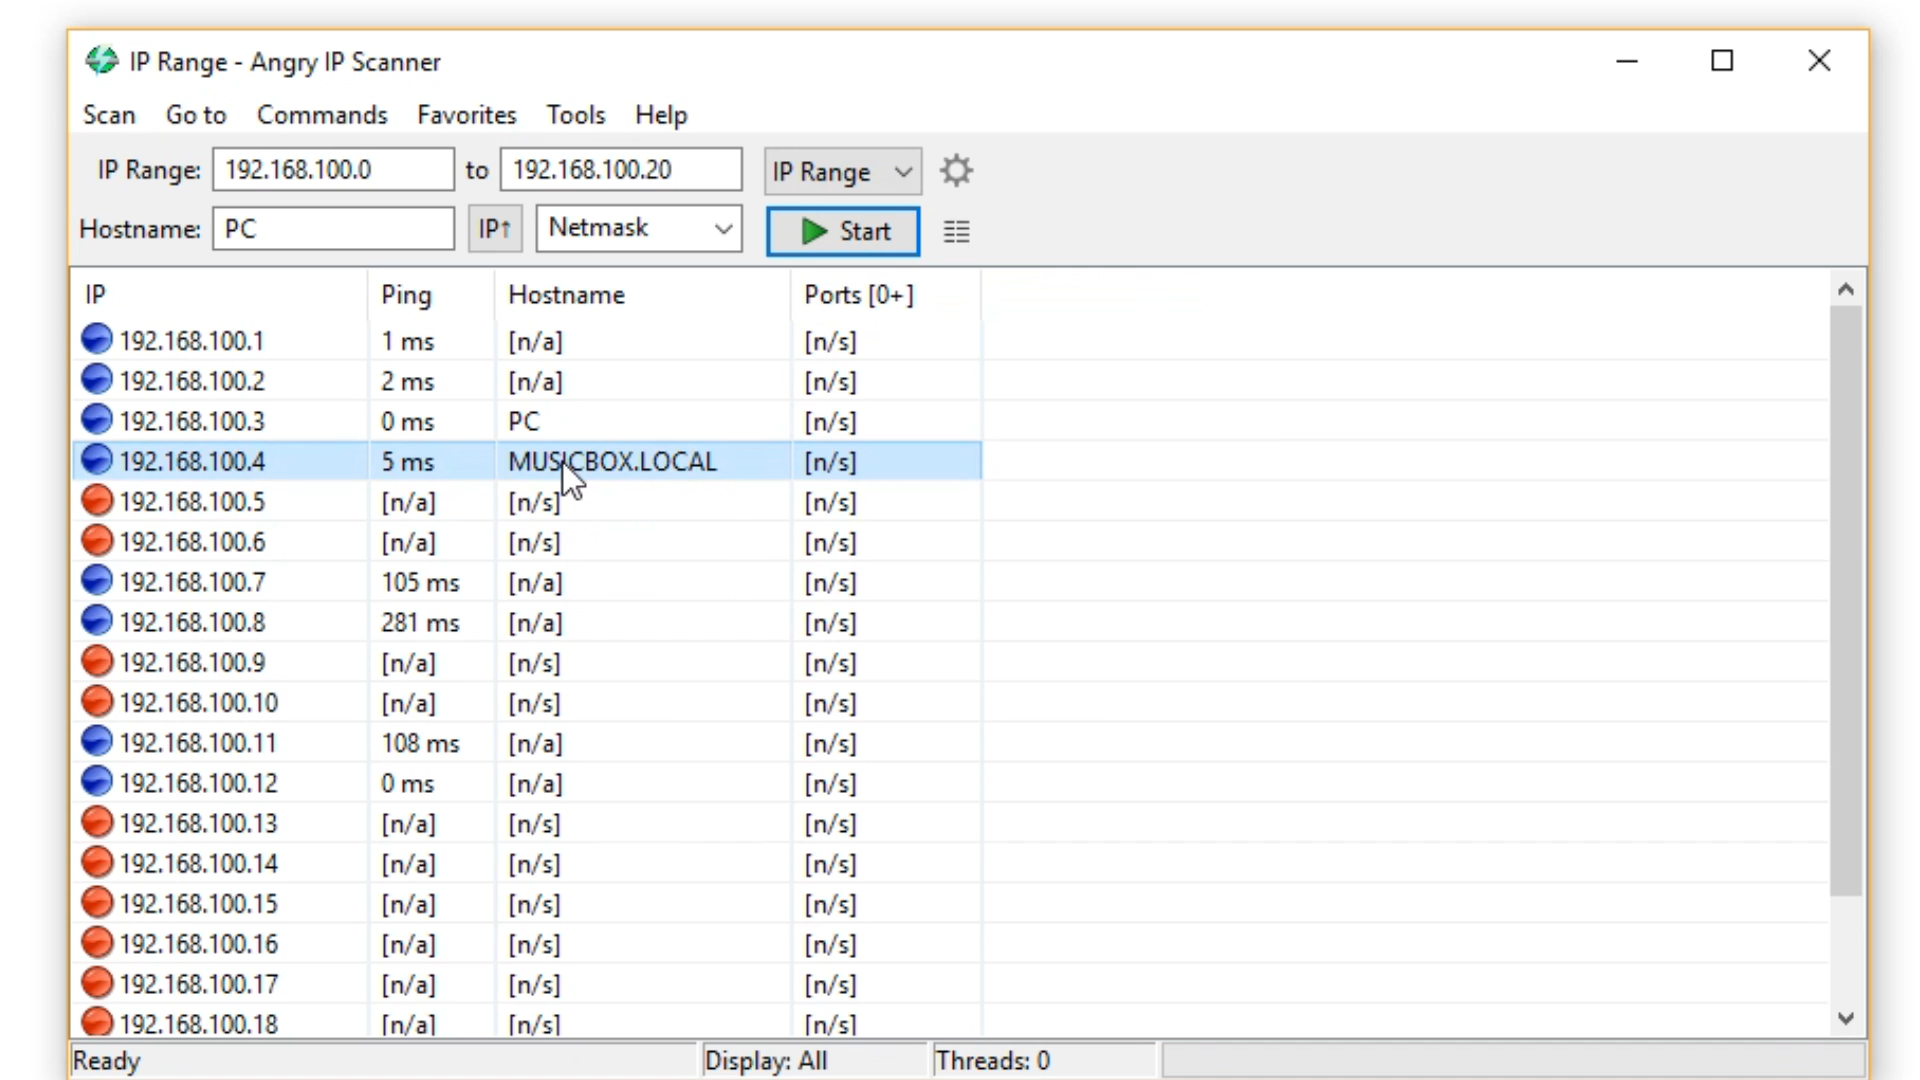 IP Range - Angry IP Scanner
Scan Go to Commands Favorites Tools Help
IP Range: 192.168.100.0 to 192.168.100.20 IP Range
Hostname: PC IP↑ Netmask Start
IP Ping Hostname Ports [0+]
192.168.100.1 1 ms [n/a] [n/s]
192.168.100.2 2 ms [n/a] [n/s]
192.168.100.3 0 ms PC [n/s]
192.168.100.4 5 ms MUSICBOX.LOCAL [n/s]
192.168.100.5 [n/a] [n/s] [n/s]
192.168.100.6 [n/a] [n/s] [n/s]
192.168.100.7 105 ms [n/a] [n/s]
192.168.100.8 281 ms [n/a] [n/s]
192.168.100.9 [n/a] [n/s] [n/s]
192.168.100.10 [n/a] [n/s] [n/s]
192.168.100.11 108 ms [n/a] [n/s]
192.168.100.12 0 ms [n/a] [n/s]
192.168.100.13 [n/a] [n/s] [n/s]
192.168.100.14 [n/a] [n/s] [n/s]
192.168.100.15 [n/a] [n/s] [n/s]
192.168.100.16 [n/a] [n/s] [n/s]
192.168.100.17 [n/a] [n/s] [n/s]
192.168.100.18 [n/a] [n/s] [n/s]
Ready Display: All Threads: 0